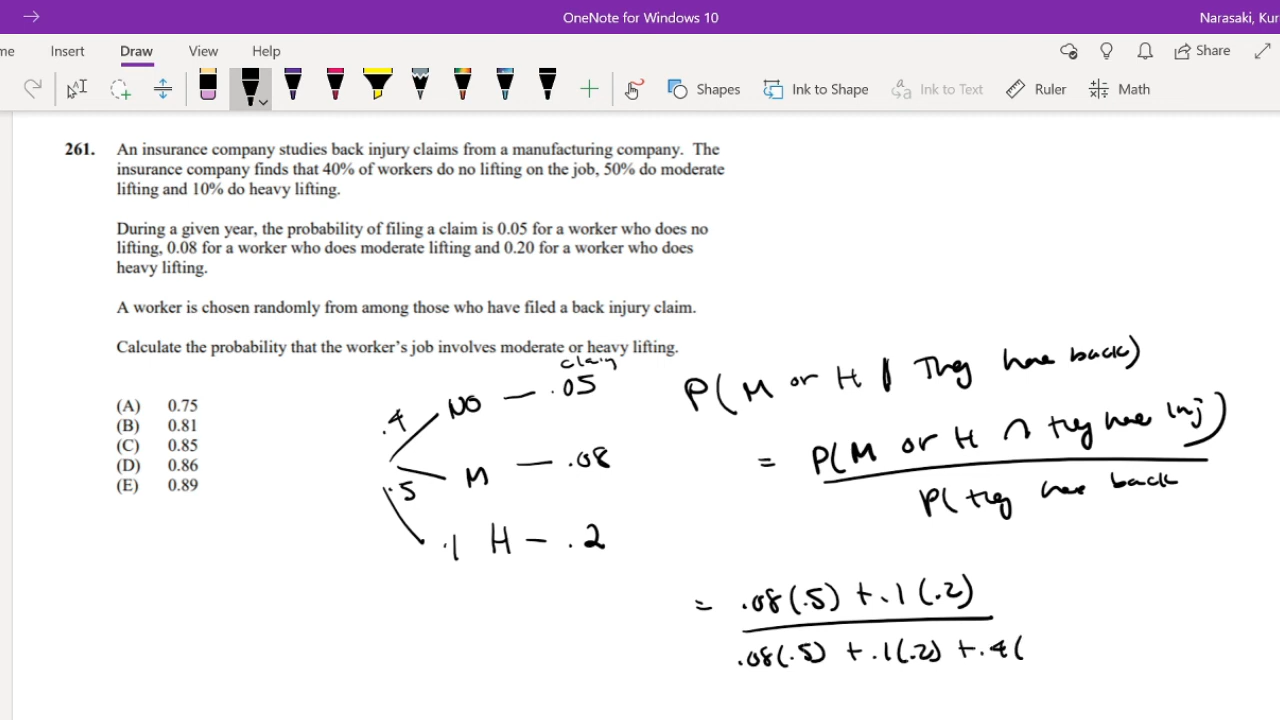 OneNote for Windows 10
Narasaki, Kur
me Insert Draw View Help Share
Shapes Ink to Shape Ink to Text Ruler Math
261. An insurance company studies back injury claims from a manufacturing company. The
insurance company finds that 40% of workers do no lifting on the job, 50% do moderate
lifting and 10% do heavy lifting.
During a given year, the probability of filing a claim is 0.05 for a worker who does no
lifting, 0.08 for a worker who does moderate lifting and 0.20 for a worker who does
heavy lifting.
A worker is chosen randomly from among those who have filed a back injury claim.
Calculate the probability that the worker's job involves moderate or heavy lifting.
(A) 0.75
(B) 0.81
(C) 0.85
(D) 0.86
(E) 0.89
claim
.4 NO — .05
.5 M — .08
.1 H — .2
P(M or H | They have back)
= P(M or H ∩ they have inj)
P(they have back
= .08(.5) + .1(.2)
.08(.5) + .1(.2) + .4(